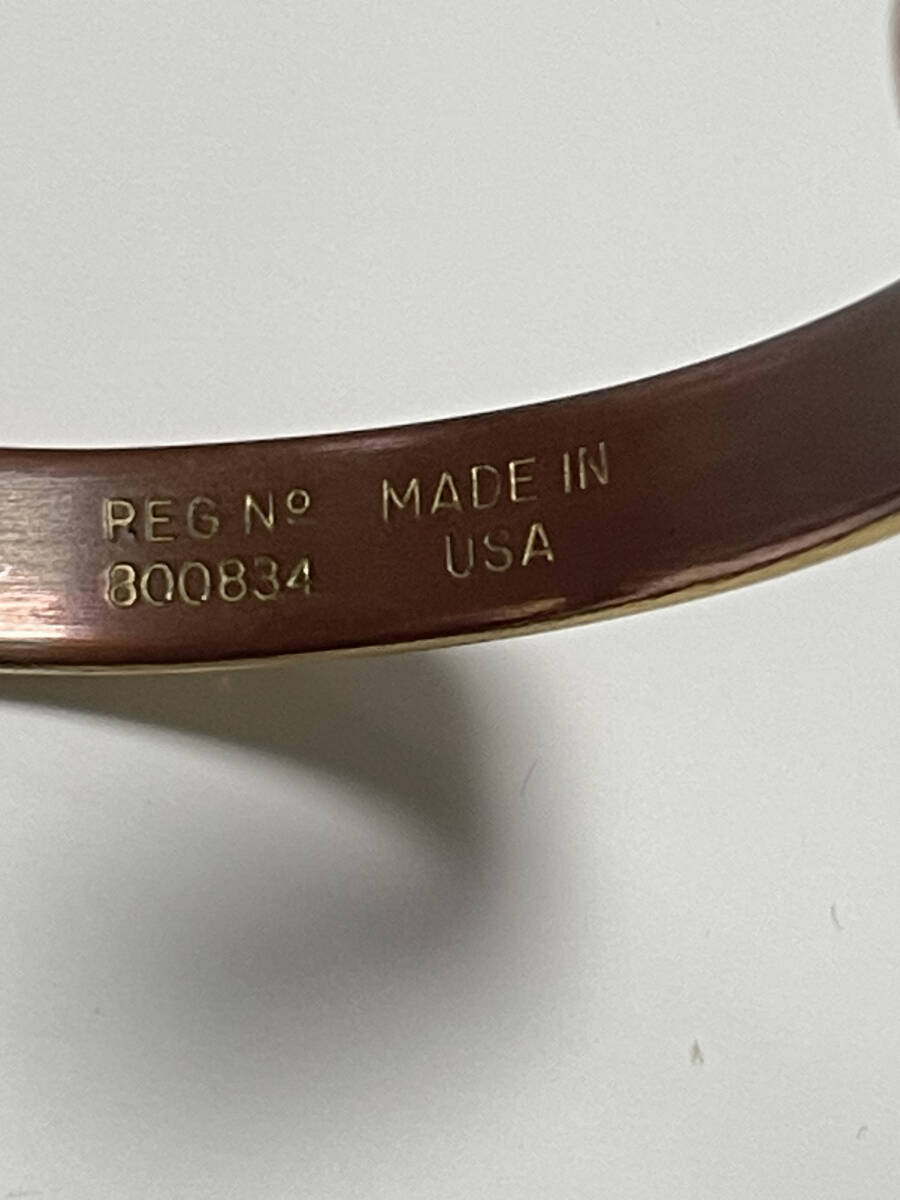 REG Nº
800834
MADE IN
USA